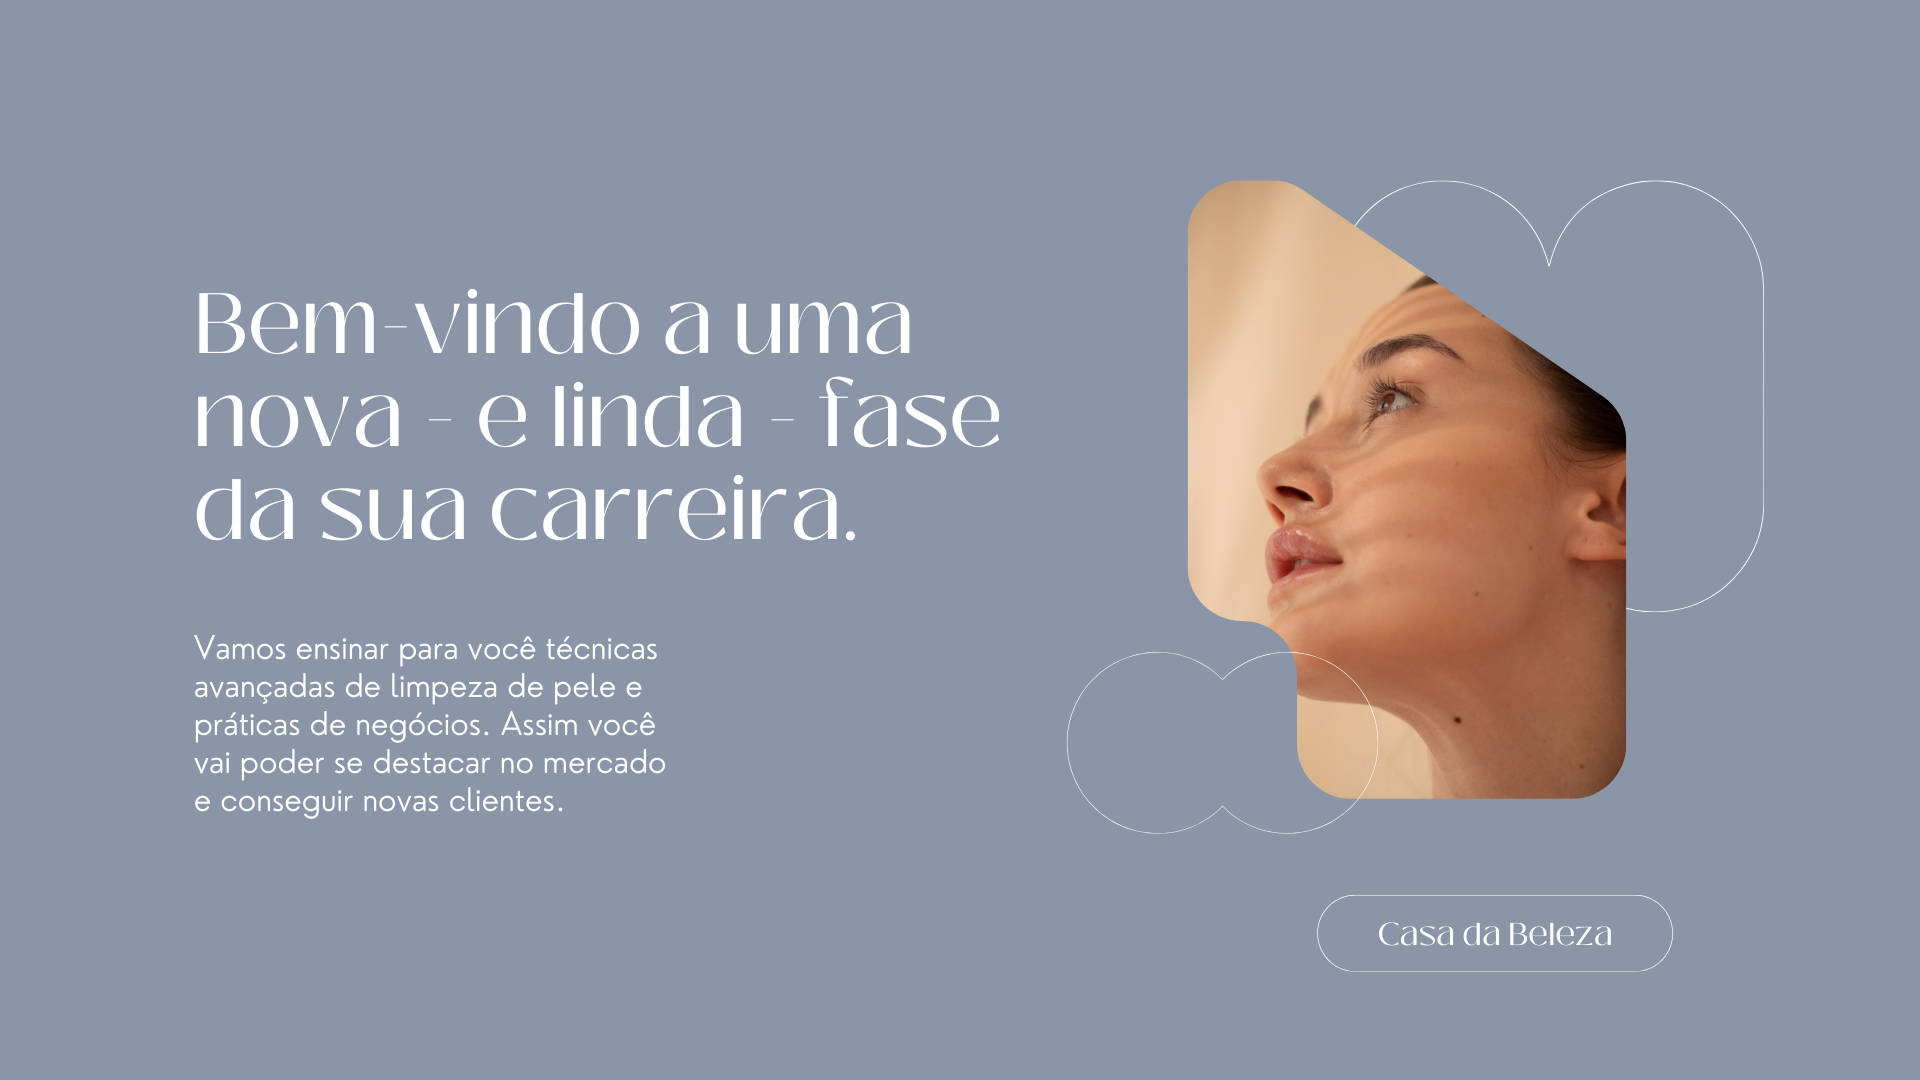 Bem-vindo a uma
nova - e linda - fase
da sua carreira.
Vamos ensinar para você técnicas
avançadas de limpeza de pele e
práticas de negócios. Assim você
vai poder se destacar no mercado
e conseguir novas clientes.
Casa da Beleza